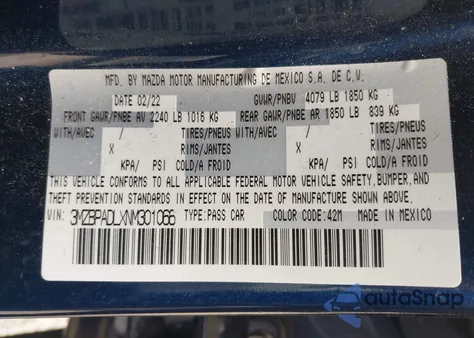 MFD. BY MAZDA MOTOR MANUFACTURING DE MEXICO S.A. DE C.V.
DATE 02/22 GVWR/PNBV 4079 LB 1850 KG
FRONT GAWR/PNBE AV 2240 LB 1016 KG REAR GAWR/PNBE AR 1850 LB 839 KG
WITH/AVEC / TIRES/PNEUS WITH/AVEC / TIRES/PNEUS
X RIMS/JANTES X RIMS/JANTES
KPA/ PSI COLD/A FROID KPA/ PSI COLD/A FROID
THIS VEHICLE CONFORMS TO ALL APPLICABLE FEDERAL MOTOR VEHICLE SAFETY, BUMPER, AND
THEFT PREVENTION STANDARDS IN EFFECT ON THE DATE OF MANUFACTURE SHOWN ABOVE.
VIN: 3MZBPADLXNM301066 TYPE: PASS CAR COLOR CODE: 42M MADE IN MEXICO
autoSnap